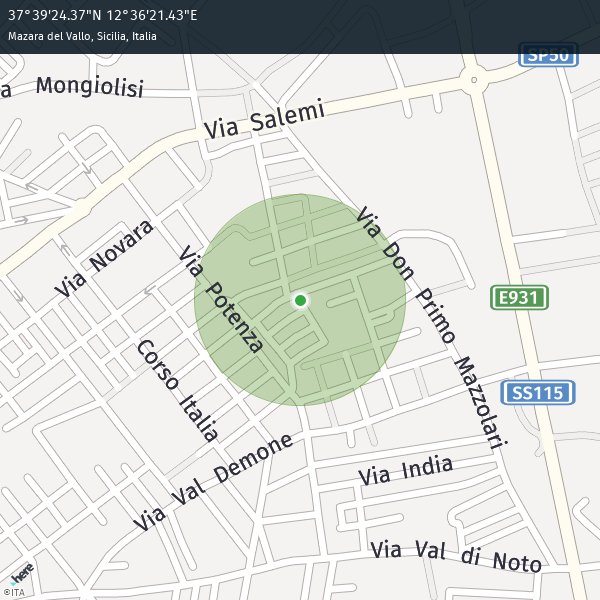 37°39'24.37"N 12°36'21.43"E
Mazara del Vallo, Sicilia, Italia
SP50
a Mongiolisi
Via Salemi
Via Novara
Via Don Primo Mazzolari
Via Potenza
E931
Corso Italia
SS115
Via Val Demone
Via India
Via Val di Noto
here
©ITA